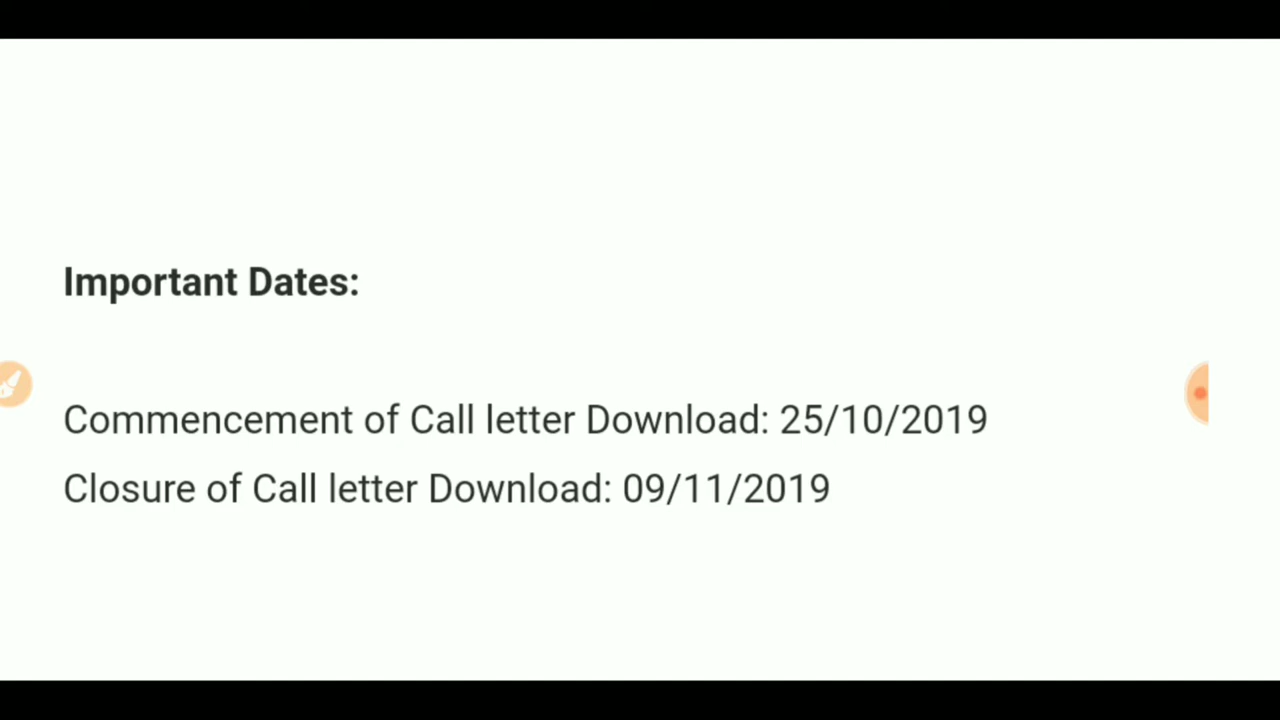 Important Dates:
Commencement of Call letter Download: 25/10/2019
Closure of Call letter Download: 09/11/2019